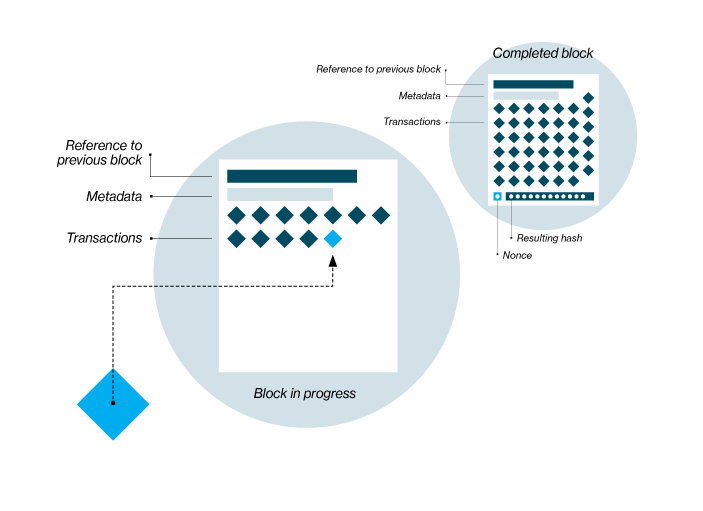 Completed block
Reference to previous block
Metadata
Transactions
Resulting hash
Nonce
Reference to
previous block
Metadata
Transactions
Block in progress